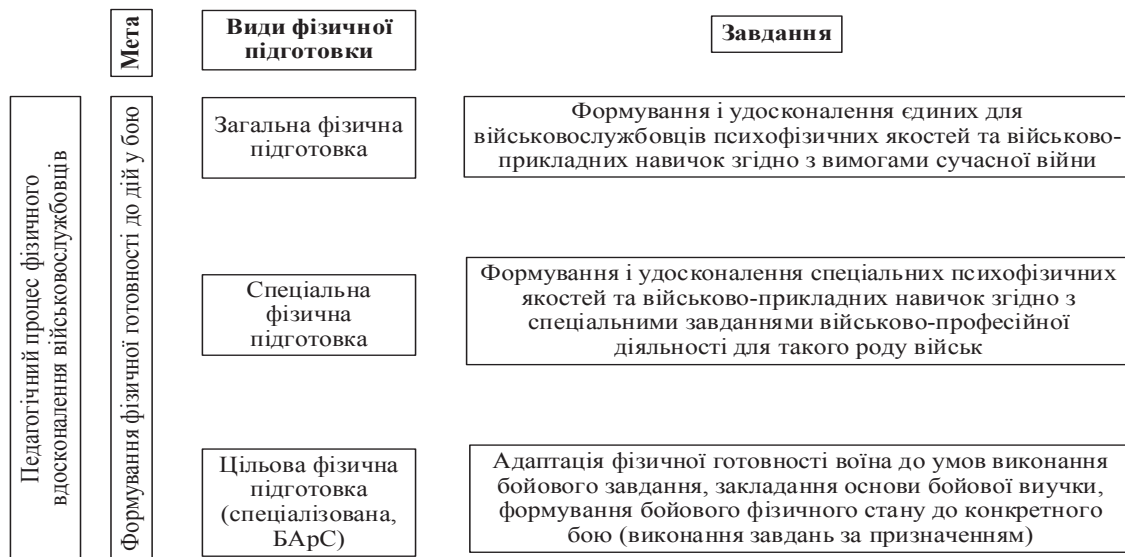 Мета
Види фізичної
підготовки
Завдання
Педагогічний процес фізичного
вдосконалення військовослужбовців
Формування фізичної готовності до дій у бою
Загальна фізична
підготовка
Формування і удосконалення єдиних для
військовослужбовців психофізичних якостей та військово-
прикладних навичок згідно з вимогами сучасної війни
Спеціальна
фізична
підготовка
Формування і удосконалення спеціальних психофізичних
якостей та військово-прикладних навичок згідно з
спеціальними завданнями військово-професійної
діяльності для такого роду військ
Цільова фізична
підготовка
(спеціалізована,
БАрС)
Адаптація фізичної готовності воїна до умов виконання
бойового завдання, закладання основи бойової виучки,
формування бойового фізичного стану до конкретного
бою (виконання завдань за призначенням)